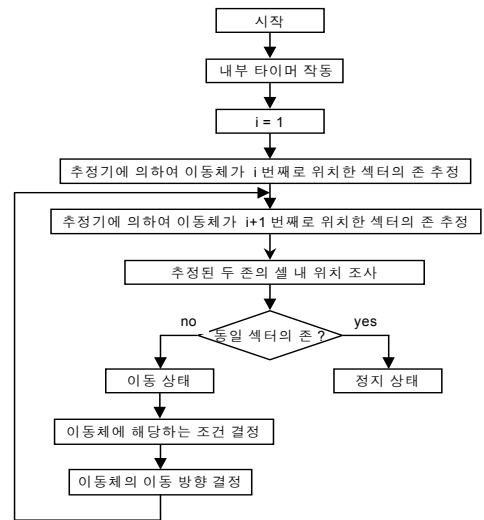 시작
내부 타이머 작동
i = 1
추정기에 의하여 이동체가 i 번째로 위치한 섹터의 존 추정
추정기에 의하여 이동체가 i+1 번째로 위치한 섹터의 존 추정
추정된 두 존의 셀 내 위치 조사
no
동일 섹터의 존 ?
yes
이동 상태
정지 상태
이동체에 해당하는 조건 결정
이동체의 이동 방향 결정